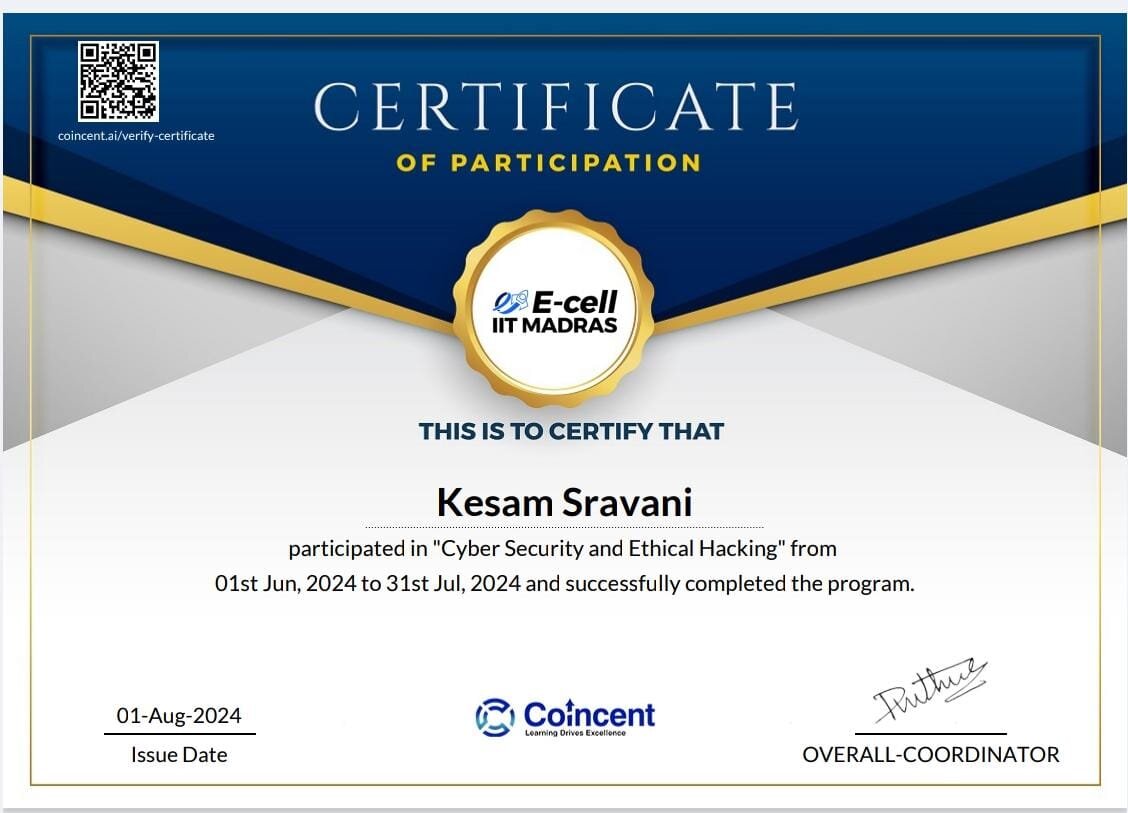 coincent.ai/verify-certificate
CERTIFICATE
OF PARTICIPATION
E-cell
IIT MADRAS
THIS IS TO CERTIFY THAT
Kesam Sravani
participated in "Cyber Security and Ethical Hacking" from
01st Jun, 2024 to 31st Jul, 2024 and successfully completed the program.
01-Aug-2024
Issue Date
Coincent
Learning Drives Excellence
OVERALL-COORDINATOR